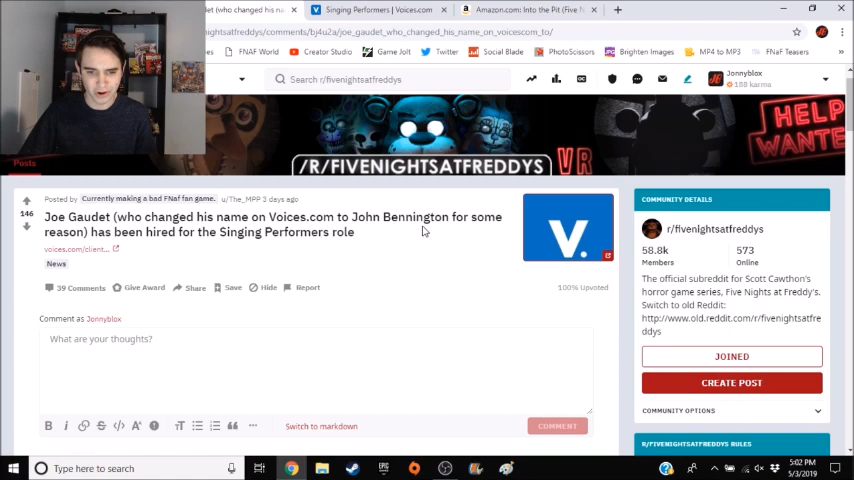 det (who changed his name
Singing Performers | Voices.com
Amazon.com: Into the Pit (Five N
atfreddys/comments/bj4u2a/joe_gaudet_who_changed_his_name_on_voicescom_to/
FNAF World
Creator Studio
Game Jolt
Twitter
Social Blade
PhotoScissors
Brighten Images
MP4 to MP3
FNaF Teasers
Search r/fivenightsatfreddys
Jonnyblox
188 karma
/R/FIVENIGHTSATFREDDYS
HELP
WANTE
VR
Posts
Posted by Currently making a bad FNaf fan game. u/The_MPP 3 days ago
146
Joe Gaudet (who changed his name on Voices.com to John Bennington for some
reason) has been hired for the Singing Performers role
voices.com/client...
News
V.
39 Comments Give Award Share Save Hide Report
100% Upvoted
Comment as Jonnyblox
What are your thoughts?
B i A Switch to markdown
COMMENT
COMMUNITY DETAILS
r/fivenightsatfreddys
58.8k 573
Members Online
The official subreddit for Scott Cawthon's
horror game series, Five Nights at Freddy's.
Switch to old Reddit:
http://www.old.reddit.com/r/fivenightsatfre
ddys
JOINED
CREATE POST
COMMUNITY OPTIONS
R/FIVENIGHTSATFREDDYS RULES
Type here to search
EPIC
5:02 PM
5/3/2019